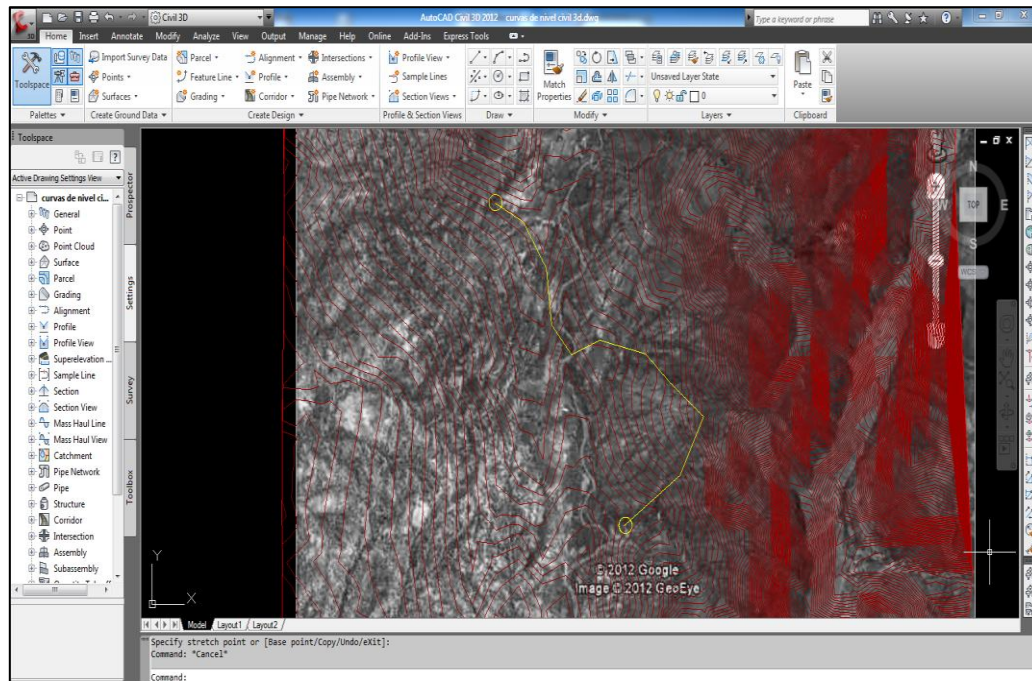 Civil 3D
AutoCAD Civil 3D 2012 curvas de nivel civil 3d.dwg
Type a keyword or phrase
3D
Home Insert Annotate Modify Analyze View Output Manage Help Online Add-Ins Express Tools
Toolspace
Import Survey Data
Points
Surfaces
Parcel
Feature Line
Grading
Alignment
Profile
Corridor
Intersections
Assembly
Pipe Network
Profile View
Sample Lines
Section Views
Match
Properties
Unsaved Layer State
0
Paste
Palettes
Create Ground Data
Create Design
Profile & Section Views
Draw
Modify
Layers
Clipboard
Toolspace
Active Drawing Settings View
curvas de nivel ci...
General
Point
Point Cloud
Surface
Parcel
Grading
Alignment
Profile
Profile View
Superelevation ...
Sample Line
Section
Section View
Mass Haul Line
Mass Haul View
Catchment
Pipe Network
Pipe
Structure
Corridor
Intersection
Assembly
Subassembly
Prospector
Settings
Survey
Toolbox
N
W TOP E
S
WCS
© 2012 Google
Image © 2012 GeoEye
Y
X
Model Layout1 Layout2
Specify stretch point or [Base point/Copy/Undo/eXit]:
Command: *Cancel*
Command: